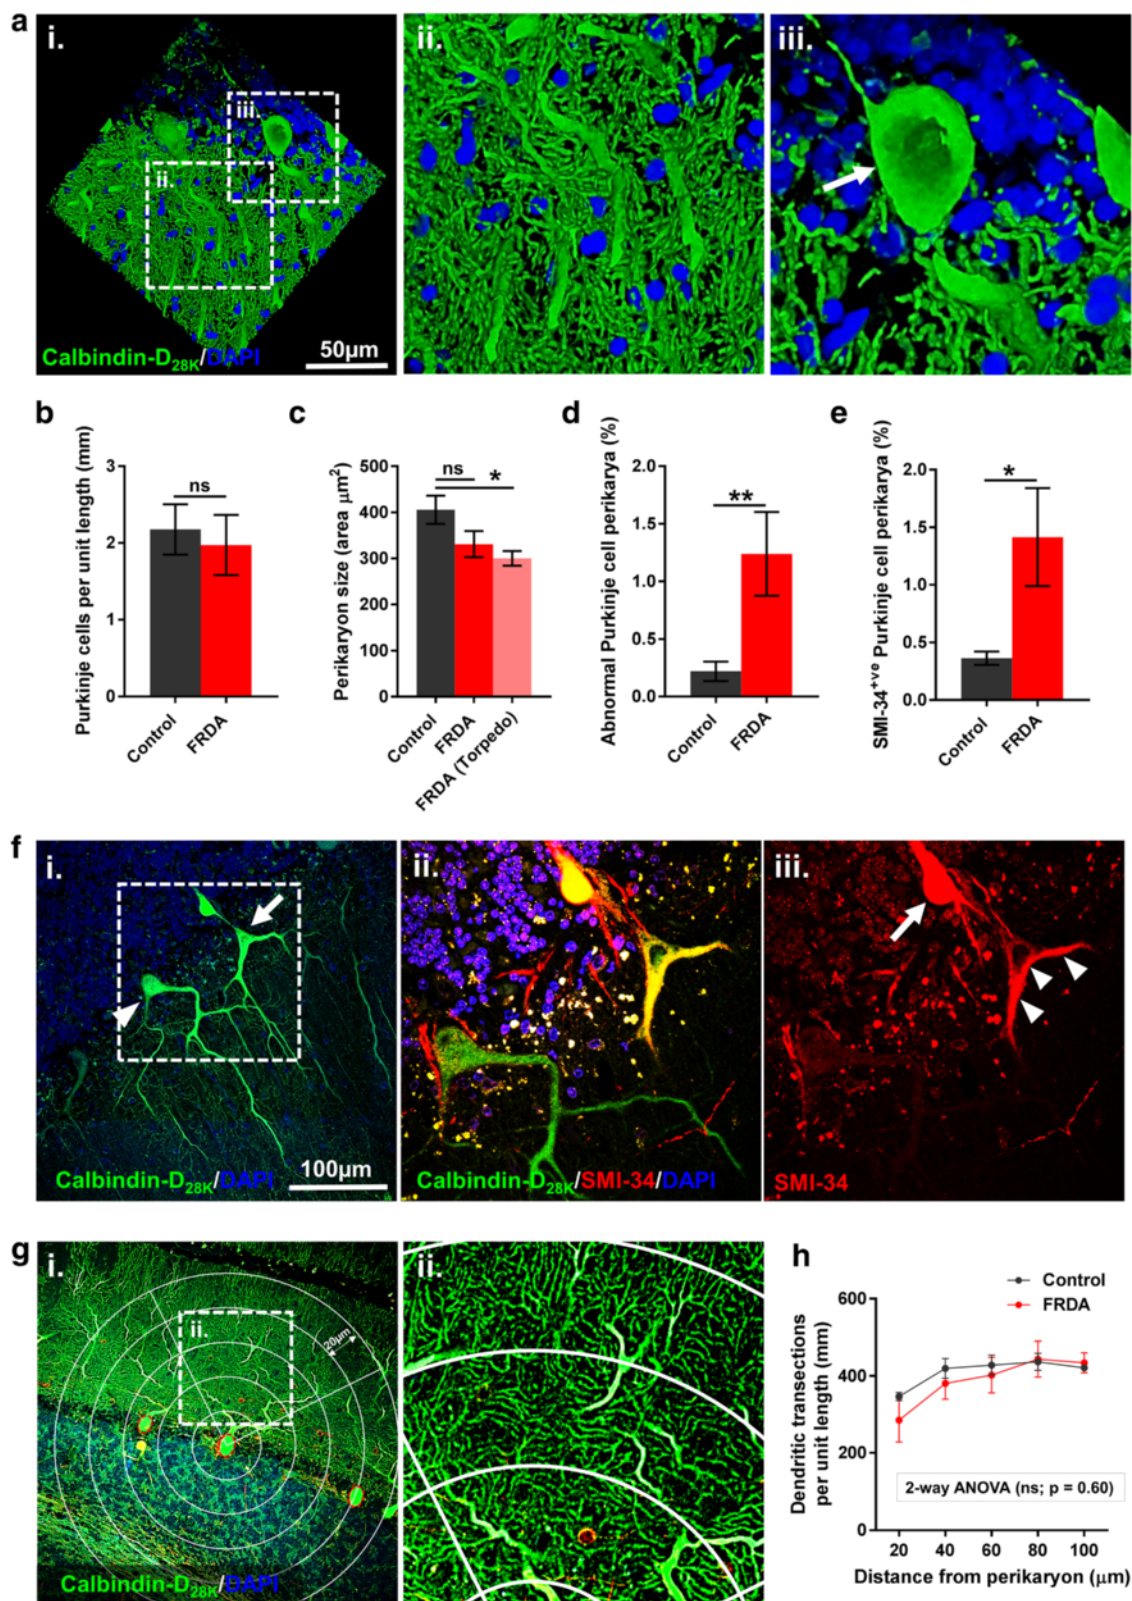 a
i.
iii.
ii.
Calbindin-D28K/DAPI
50µm
ii.
iii.
b
Purkinje cells per unit length (mm)
3
2
1
0
ns
Control
FRDA
c
Perikaryon size (area µm2)
500
400
300
200
100
0
ns
*
Control
FRDA
FRDA (Torpedo)
d
Abnormal Purkinje cell perikarya (%)
2.0
1.5
1.0
0.5
0.0
**
Control
FRDA
e
SMI-34+ve Purkinje cell perikarya (%)
2.0
1.5
1.0
0.5
0.0
*
Control
FRDA
f
i.
Calbindin-D28K/DAPI
100µm
ii.
Calbindin-D28K/SMI-34/DAPI
iii.
SMI-34
g
i.
ii.
20µm
Calbindin-D28K/DAPI
ii.
h
Control
FRDA
Dendritic transections
per unit length (mm)
600
400
200
0
2-way ANOVA (ns; p = 0.60)
20 40 60 80 100
Distance from perikaryon (µm)